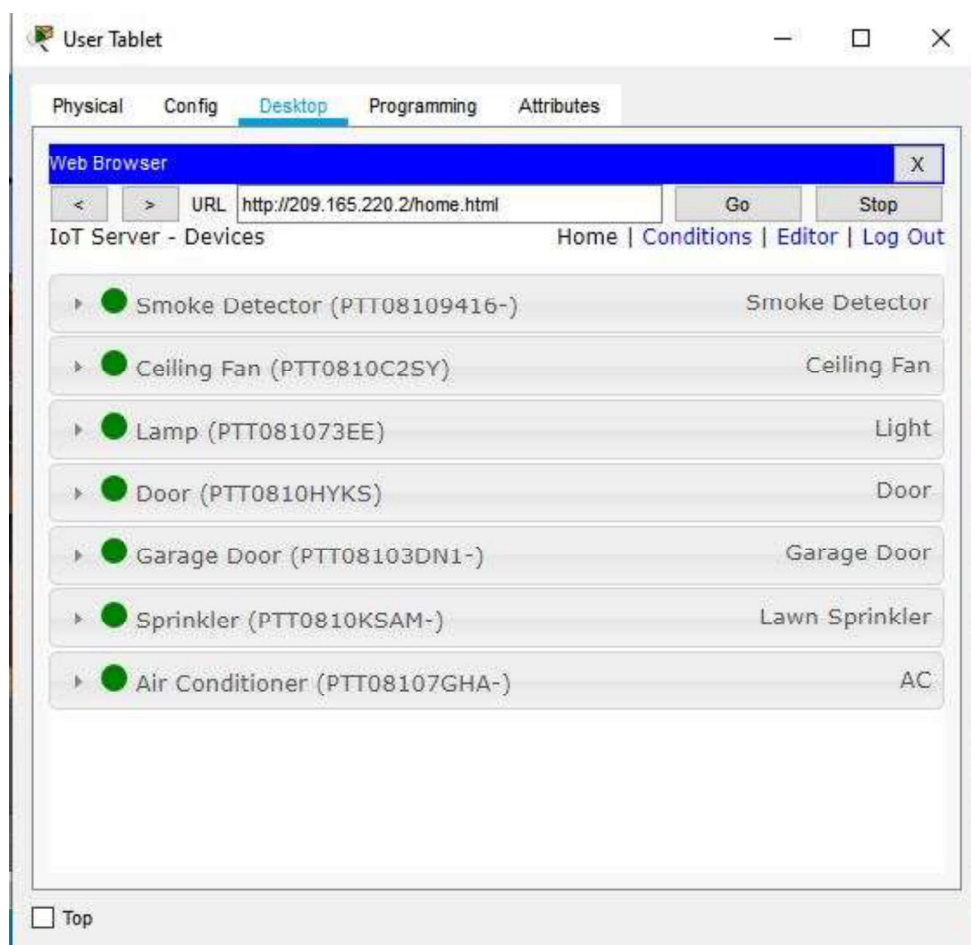 User Tablet
Physical Config Desktop Programming Attributes
Web Browser X
< > URL http://209.165.220.2/home.html Go Stop
IoT Server - Devices Home | Conditions | Editor | Log Out
Smoke Detector (PTT08109416-) Smoke Detector
Ceiling Fan (PTT0810C2SY) Ceiling Fan
Lamp (PTT081073EE) Light
Door (PTT0810HYKS) Door
Garage Door (PTT08103DN1-) Garage Door
Sprinkler (PTT0810KSAM-) Lawn Sprinkler
Air Conditioner (PTT08107GHA-) AC
Top